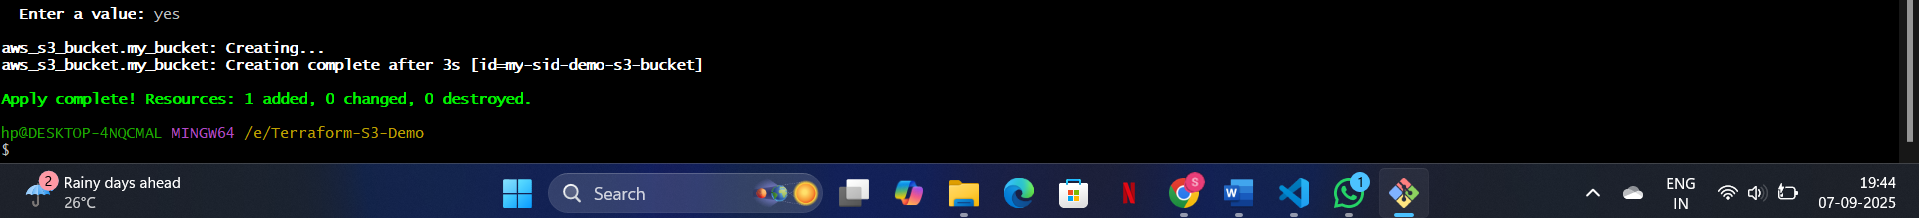 Enter a value: yes
aws_s3_bucket.my_bucket: Creating...
aws_s3_bucket.my_bucket: Creation complete after 3s [id=my-sid-demo-s3-bucket]
Apply complete! Resources: 1 added, 0 changed, 0 destroyed.
hp@DESKTOP-4NQCMAL MINGW64 /e/Terraform-S3-Demo
$
2
Rainy days ahead
26°C
Search
N
S
W
1
ENG
IN
19:44
07-09-2025